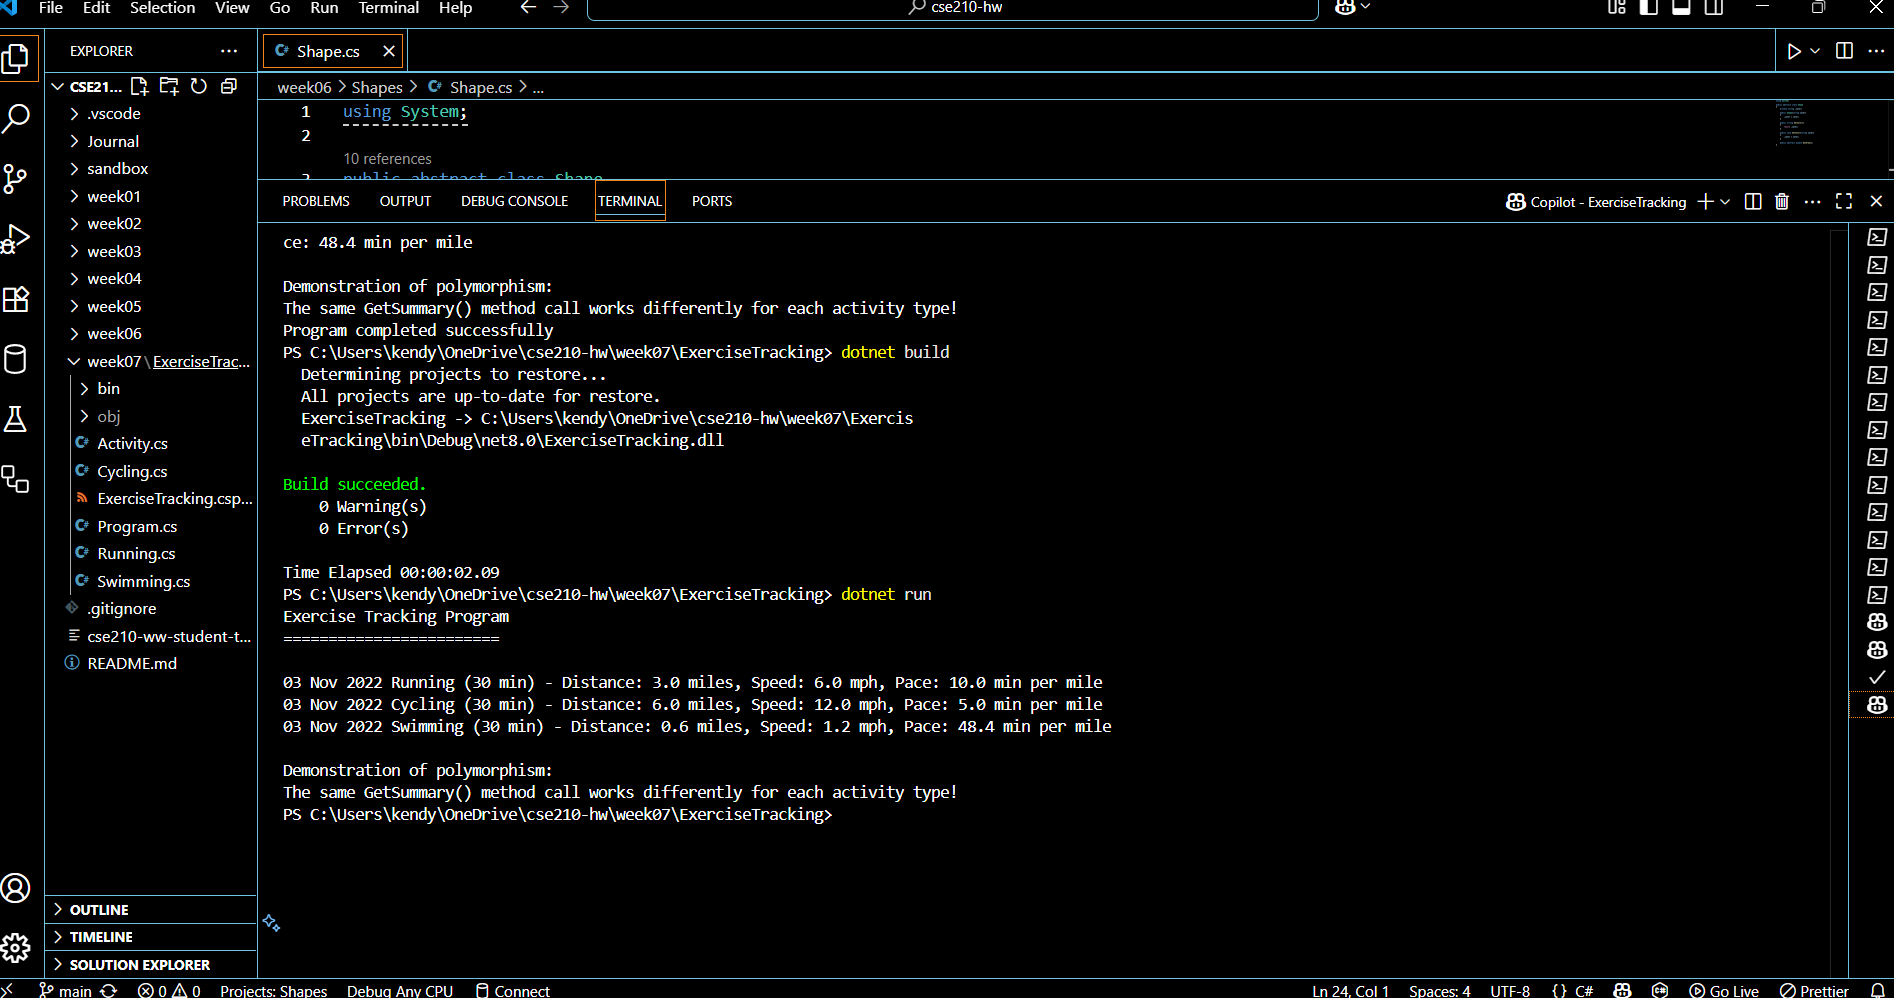 File Edit Selection View Go Run Terminal Help
cse210-hw
EXPLORER
CSE21...
.vscode
Journal
sandbox
week01
week02
week03
week04
week05
week06
week07\ExerciseTrac...
bin
obj
Activity.cs
Cycling.cs
ExerciseTracking.csp...
Program.cs
Running.cs
Swimming.cs
.gitignore
cse210-ww-student-t...
README.md
OUTLINE
TIMELINE
SOLUTION EXPLORER
Shape.cs
week06 > Shapes > Shape.cs > ...
1 using System;
2
10 references
3 public abstract class Shape
PROBLEMS OUTPUT DEBUG CONSOLE TERMINAL PORTS
Copilot - ExerciseTracking
ce: 48.4 min per mile
Demonstration of polymorphism:
The same GetSummary() method call works differently for each activity type!
Program completed successfully
PS C:\Users\kendy\OneDrive\cse210-hw\week07\ExerciseTracking> dotnet build
Determining projects to restore...
All projects are up-to-date for restore.
ExerciseTracking -> C:\Users\kendy\OneDrive\cse210-hw\week07\Exercis
eTracking\bin\Debug\net8.0\ExerciseTracking.dll
Build succeeded.
0 Warning(s)
0 Error(s)
Time Elapsed 00:00:02.09
PS C:\Users\kendy\OneDrive\cse210-hw\week07\ExerciseTracking> dotnet run
Exercise Tracking Program
========================
03 Nov 2022 Running (30 min) - Distance: 3.0 miles, Speed: 6.0 mph, Pace: 10.0 min per mile
03 Nov 2022 Cycling (30 min) - Distance: 6.0 miles, Speed: 12.0 mph, Pace: 5.0 min per mile
03 Nov 2022 Swimming (30 min) - Distance: 0.6 miles, Speed: 1.2 mph, Pace: 48.4 min per mile
Demonstration of polymorphism:
The same GetSummary() method call works differently for each activity type!
PS C:\Users\kendy\OneDrive\cse210-hw\week07\ExerciseTracking>
main 0 0 Projects: Shapes Debug Any CPU Connect Ln 24, Col 1 Spaces: 4 UTF-8 {} C# Go Live Prettier